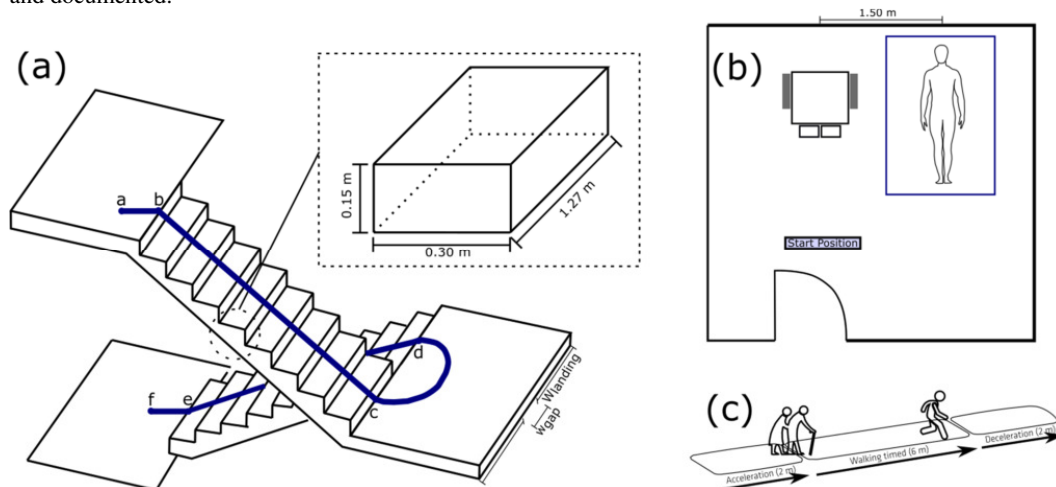 and documented.
(a)
a
b
c
d
e
f
0.15 m
0.30 m
1.27 m
Wlanding
Wgap
(b)
1.50 m
Start Position
(c)
Acceleration (2 m)
Walking timed (6 m)
Deceleration (2 m)